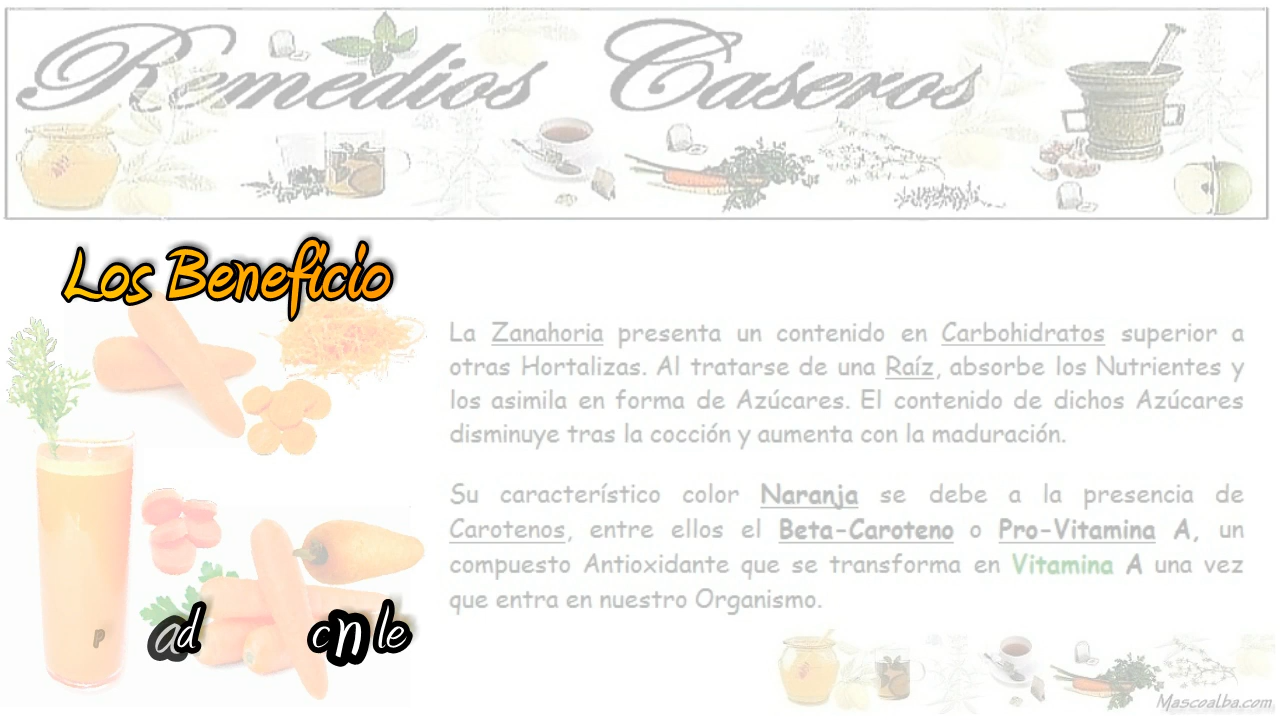 Remedios Caseros
Los Beneficio
La Zanahoria presenta un contenido en Carbohidratos superior a
otras Hortalizas. Al tratarse de una Raíz, absorbe los Nutrientes y
los asimila en forma de Azúcares. El contenido de dichos Azúcares
disminuye tras la cocción y aumenta con la maduración.
Su característico color Naranja se debe a la presencia de
Carotenos, entre ellos el Beta-Caroteno o Pro-Vitamina A, un
compuesto Antioxidante que se transforma en Vitamina A una vez
que entra en nuestro Organismo.
p ad cn le
Mascoalba.com